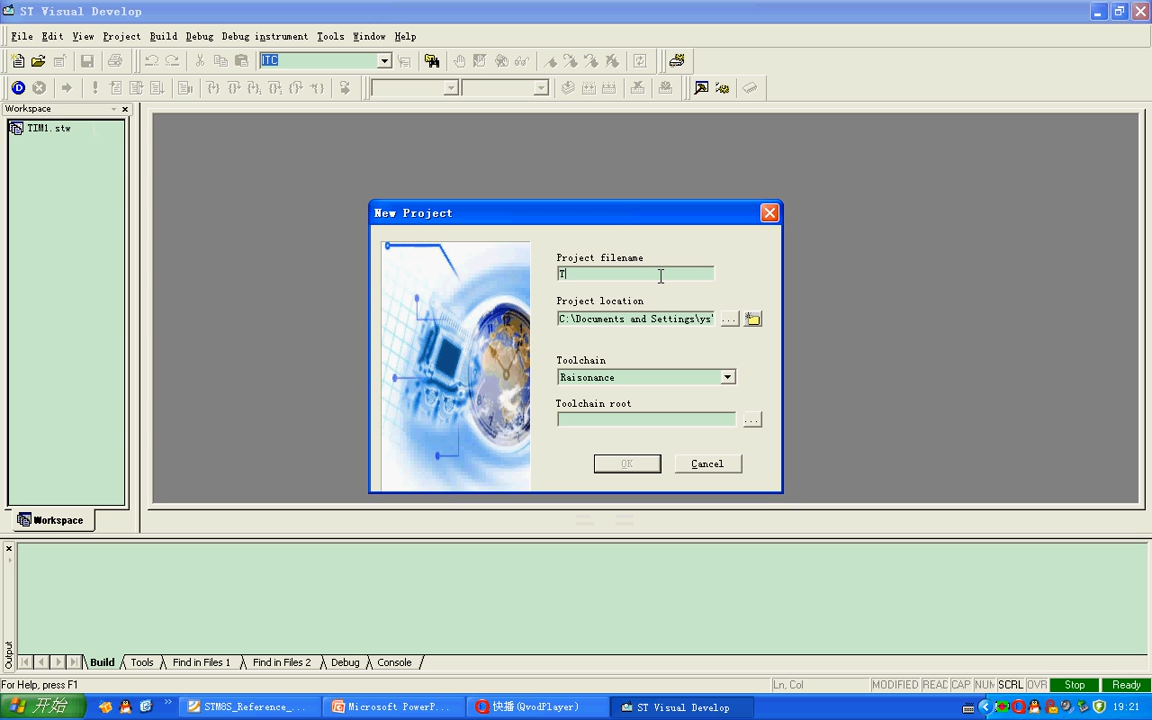 ST Visual Develop
File Edit View Project Build Debug Debug instrument Tools Window Help
ITC
Workspace
TIM1.stw
New Project
Project filename
T
Project location
C:\Documents and Settings\ys'
...
Toolchain
Raisonance
Toolchain root
...
OK Cancel
Workspace
Output
Build Tools Find in Files 1 Find in Files 2 Debug Console
For Help, press F1 Ln, Col MODIFIED READ CAP NUM SCRL OVR Stop Ready
开始 STM8S_Reference_... Microsoft PowerP... 快播(QvodPlayer) ST Visual Develop 19:21